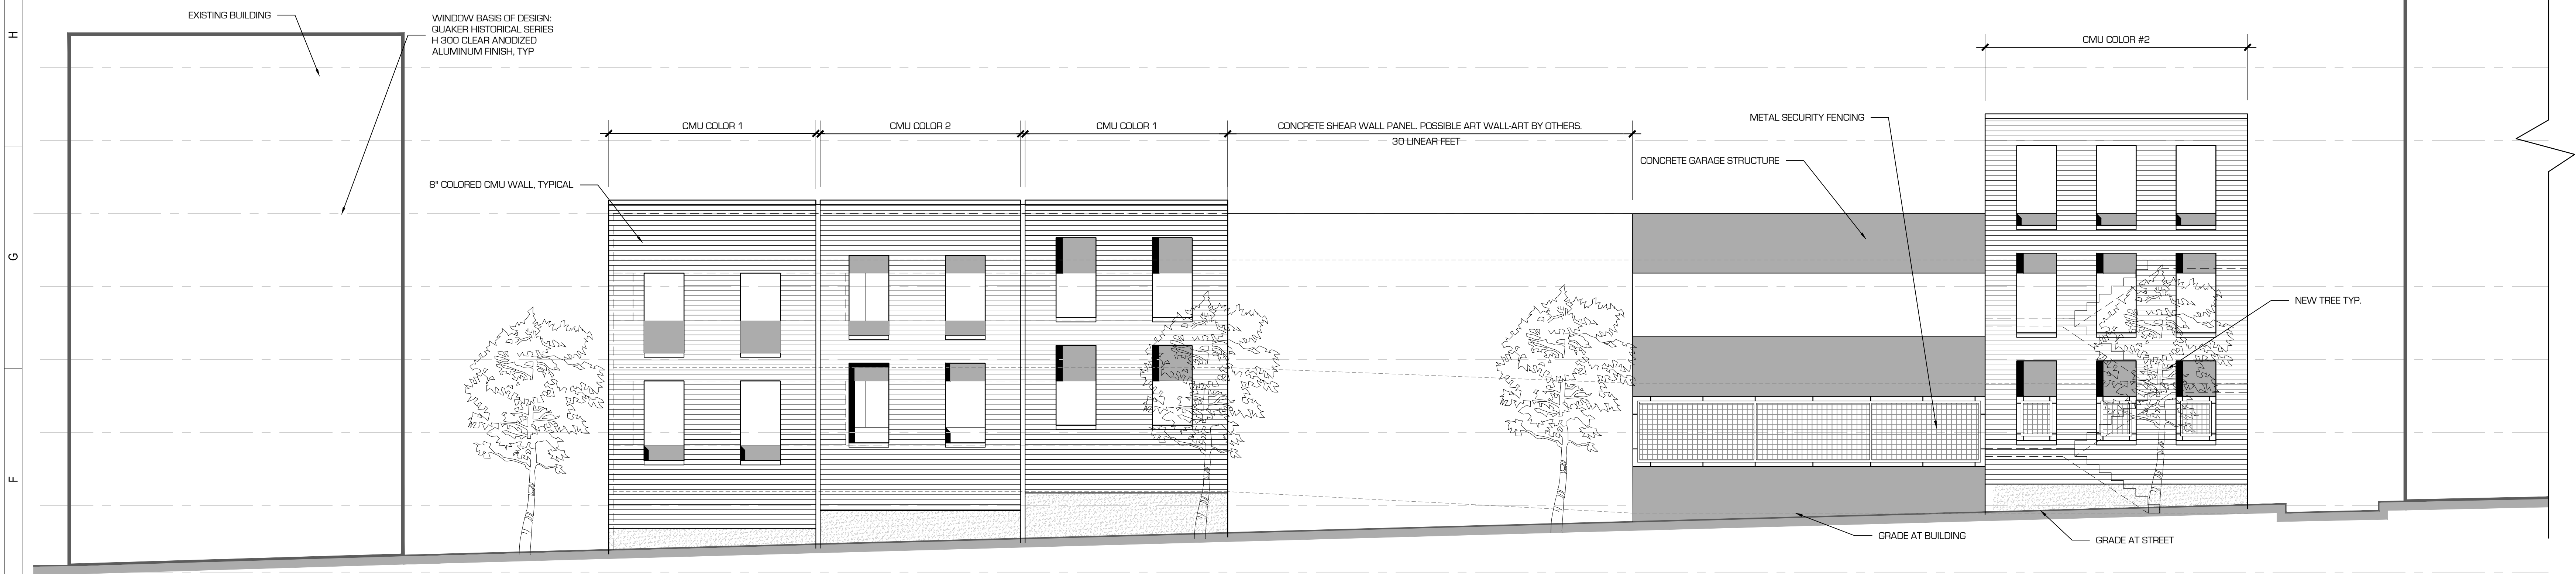 H
EXISTING BUILDING
WINDOW BASIS OF DESIGN:
QUAKER HISTORICAL SERIES
H 300 CLEAR ANODIZED
ALUMINUM FINISH, TYP
CMU COLOR #2
CMU COLOR 1
CMU COLOR 2
CMU COLOR 1
CONCRETE SHEAR WALL PANEL. POSSIBLE ART WALL-ART BY OTHERS.
30 LINEAR FEET
METAL SECURITY FENCING
CONCRETE GARAGE STRUCTURE
8" COLORED CMU WALL, TYPICAL
G
NEW TREE TYP.
F
GRADE AT BUILDING
GRADE AT STREET